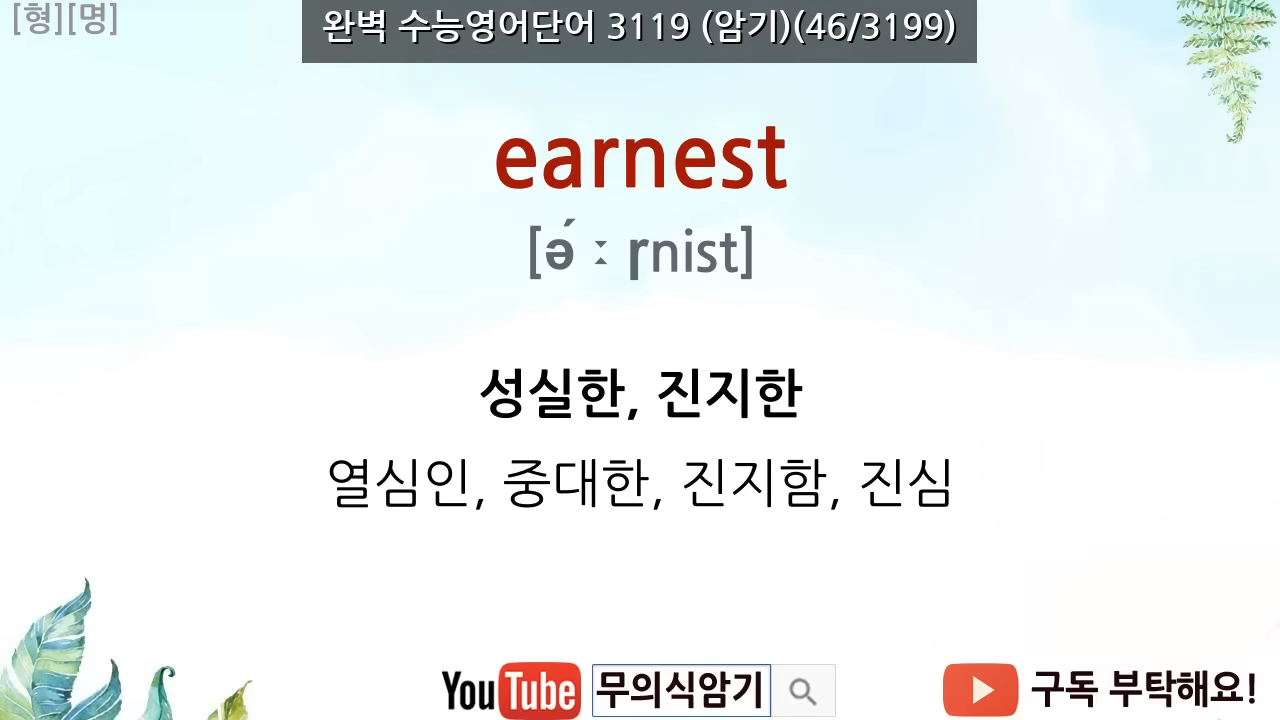 [형][명]
완벽 수능영어단어 3119 (암기)(46/3199)
earnest
[ə́ːrnist]
성실한, 진지한
열심인, 중대한, 진지함, 진심
YouTube 무의식암기
구독 부탁해요!